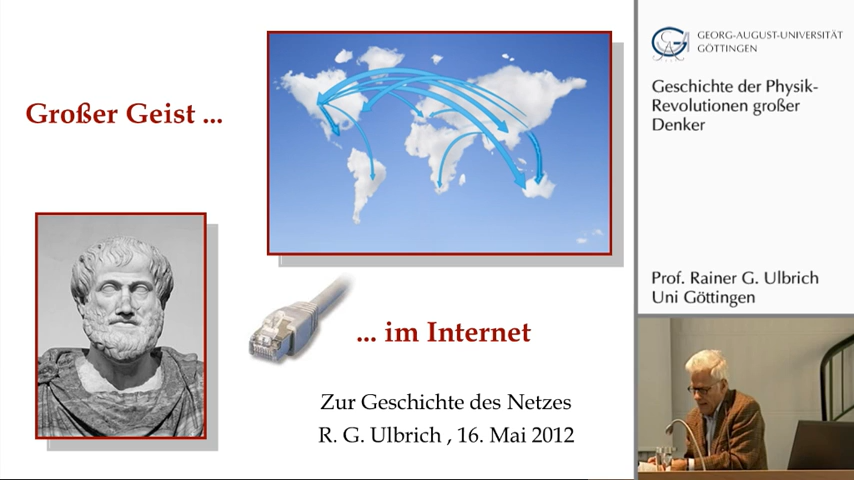 Großer Geist ...
... im Internet
Zur Geschichte des Netzes
R. G. Ulbrich , 16. Mai 2012
GEORG-AUGUST-UNIVERSITÄT
GÖTTINGEN
Geschichte der Physik-
Revolutionen großer
Denker
Prof. Rainer G. Ulbrich
Uni Göttingen